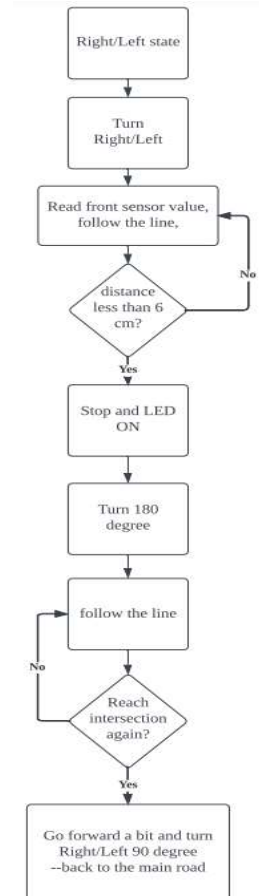 Right/Left state
Turn
Right/Left
Read front sensor value,
follow the line,
distance
less than 6
cm?
No
Yes
Stop and LED
ON
Turn 180
degree
follow the line
No
Reach
intersection
again?
Yes
Go forward a bit and turn
Right/Left 90 degree
--back to the main road